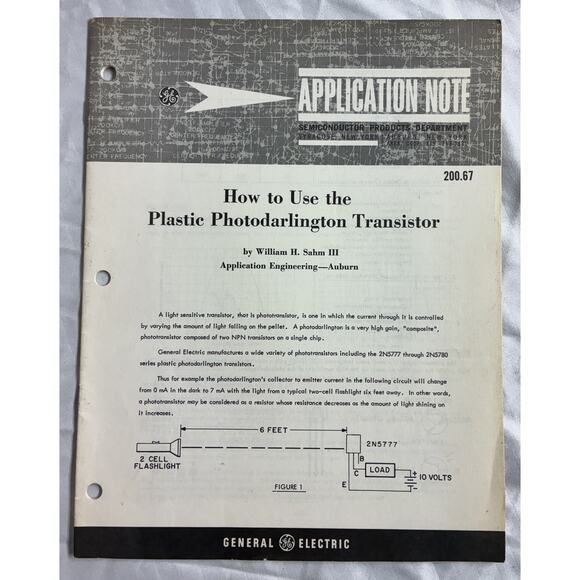 APPLICATION NOTE
SEMICONDUCTOR PRODUCTS DEPARTMENT
200.67
How to Use the
Plastic Photodarlington Transistor
by William H. Sahm III
Application Engineering—Auburn
A light sensitive transistor, that is phototransistor, is one in which the current through it is controlled
by varying the amount of light falling on the pellet. A photodarlington is a very high gain, "composite",
phototransistor composed of two NPN transistors on a single chip.
General Electric manufactures a wide variety of phototransistors including the 2N5777 through 2N5780
series plastic photodarlington transistors.
Thus for example the photodarlington's collector to emitter current in the following circuit will change
from 0 mA in the dark to 7 mA with the light from a typical two-cell flashlight six feet away. In other words,
a phototransistor may be considered as a resistor whose resistance decreases as the amount of light shining on
it increases.
6 FEET
2N5777
2 CELL
FLASHLIGHT
B
C
E
LOAD
+
10 VOLTS
-
FIGURE 1
GENERAL GE ELECTRIC